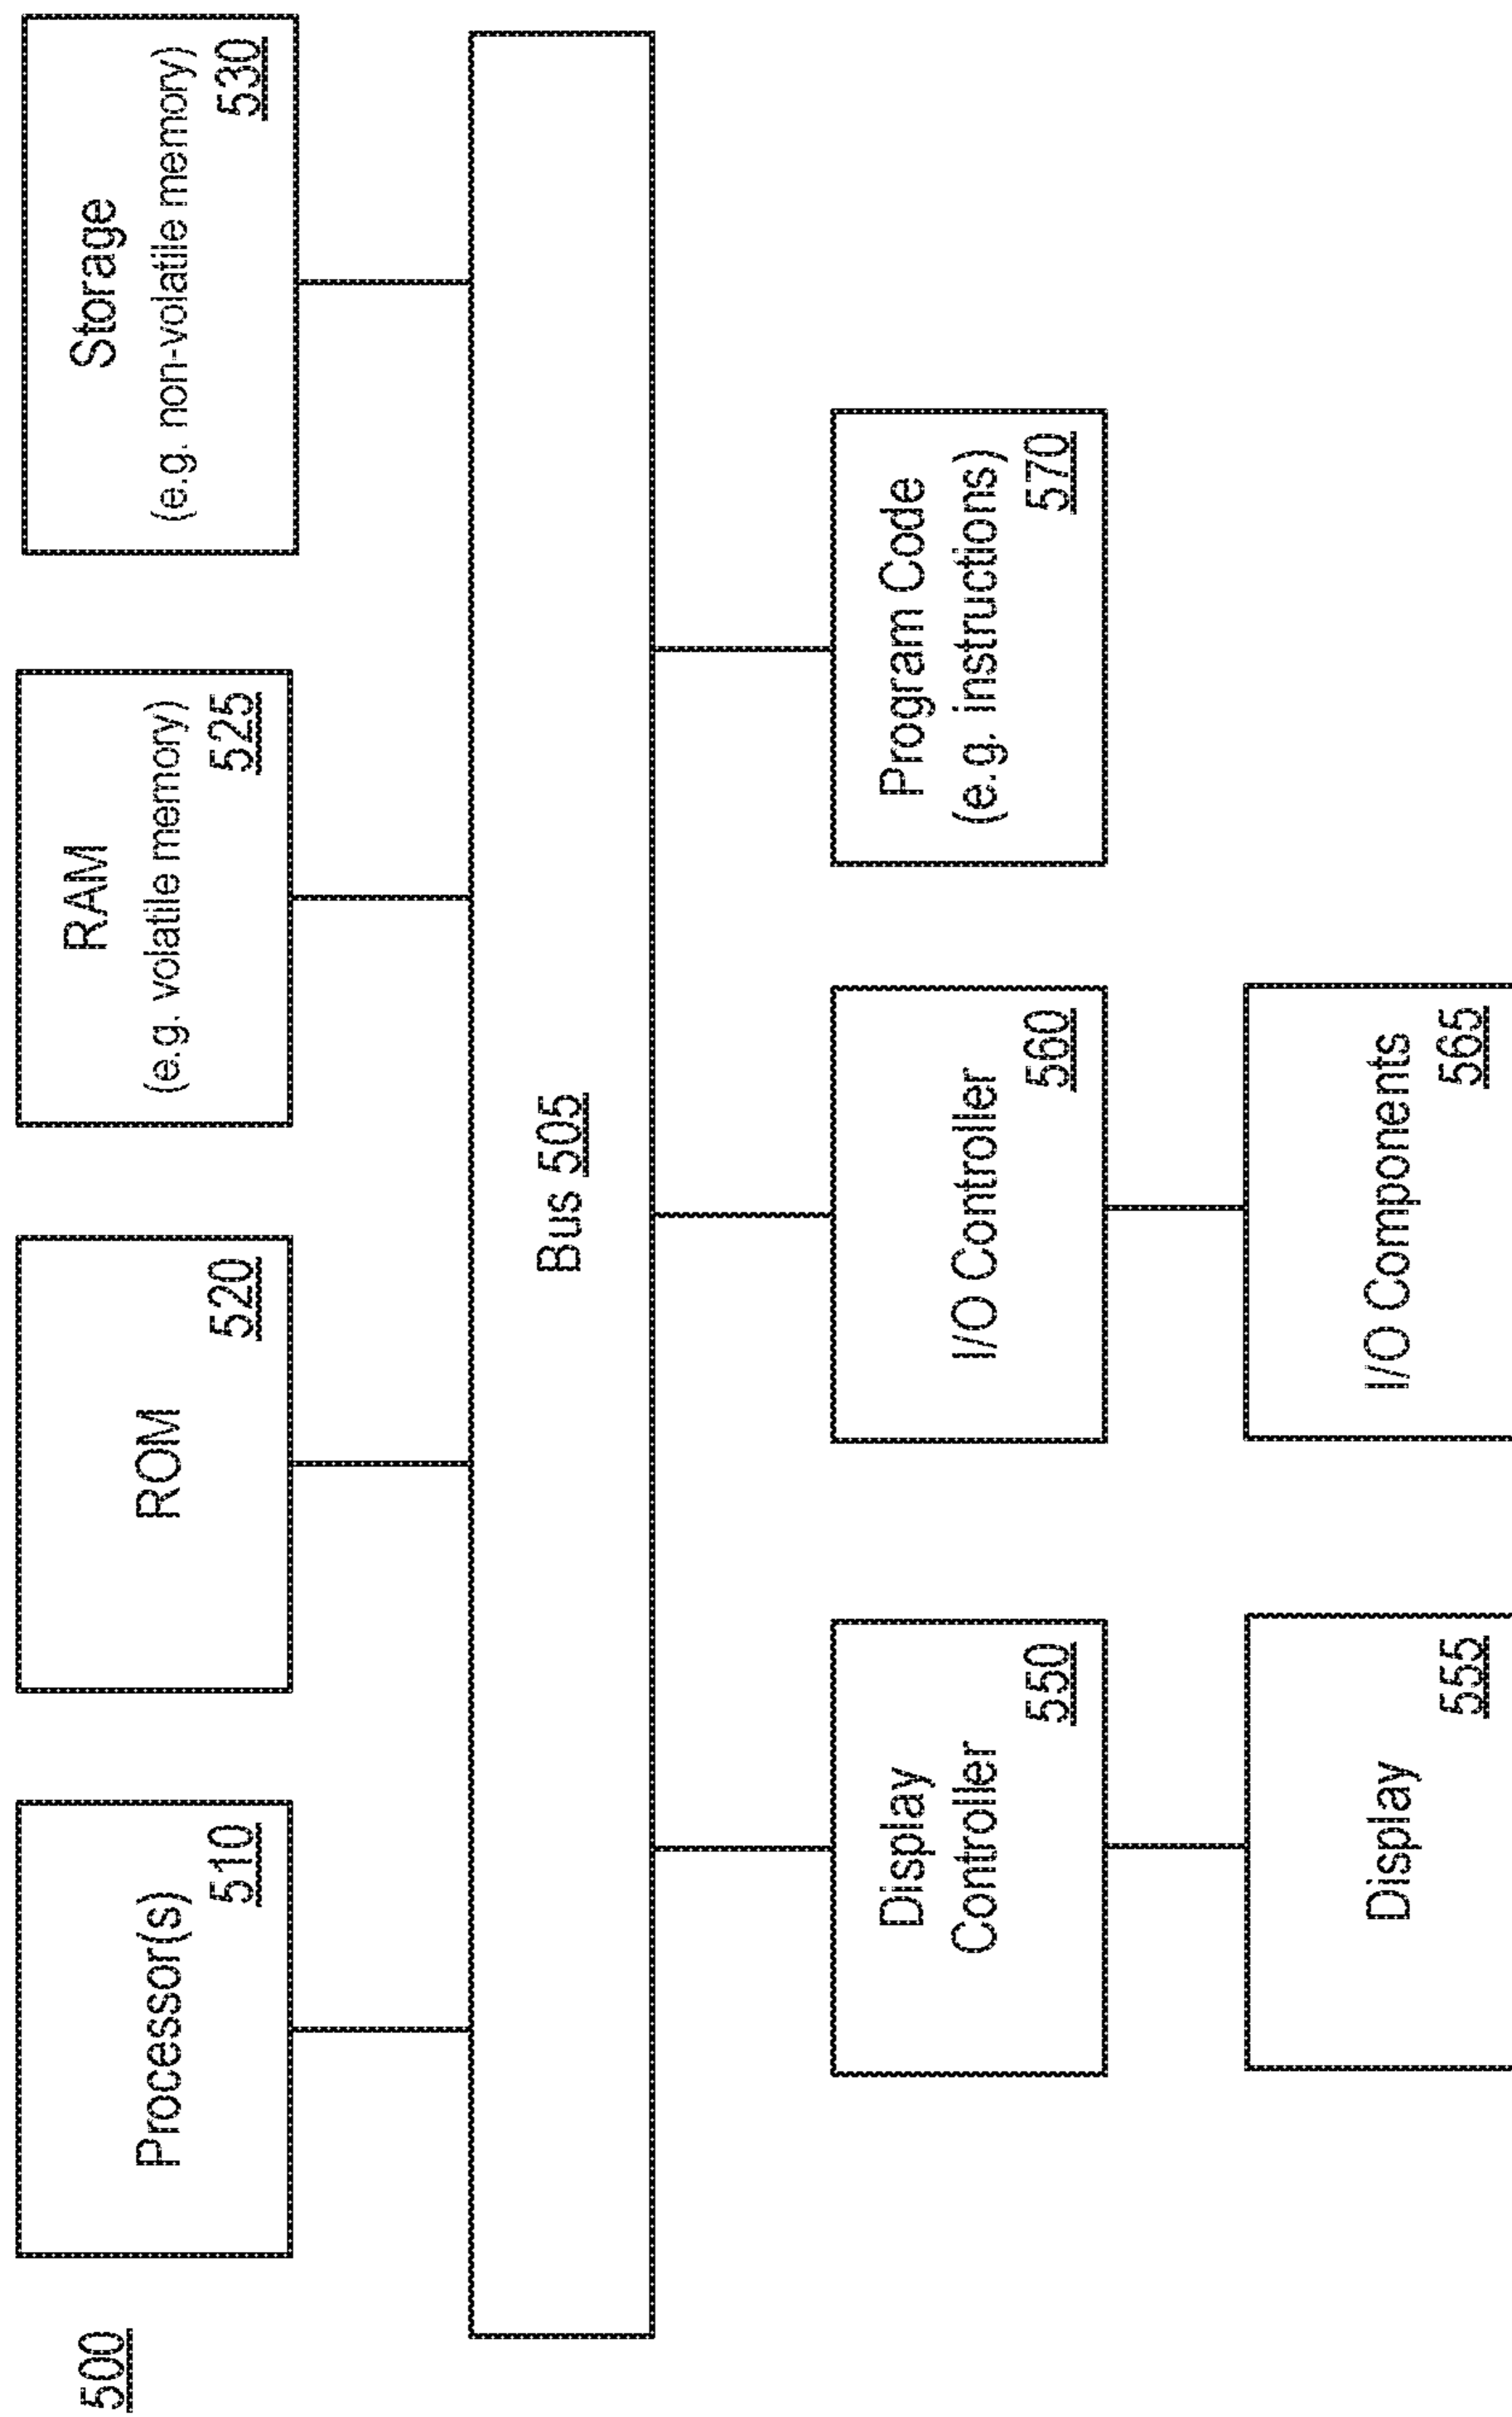 500
Processor(s)
510
ROM
520
RAM
(e.g. volatile memory)
525
Storage
(e.g. non-volatile memory)
530
Bus 505
Display
Controller
550
I/O Controller
560
Program Code
(e.g. instructions)
570
Display
555
I/O Components
565